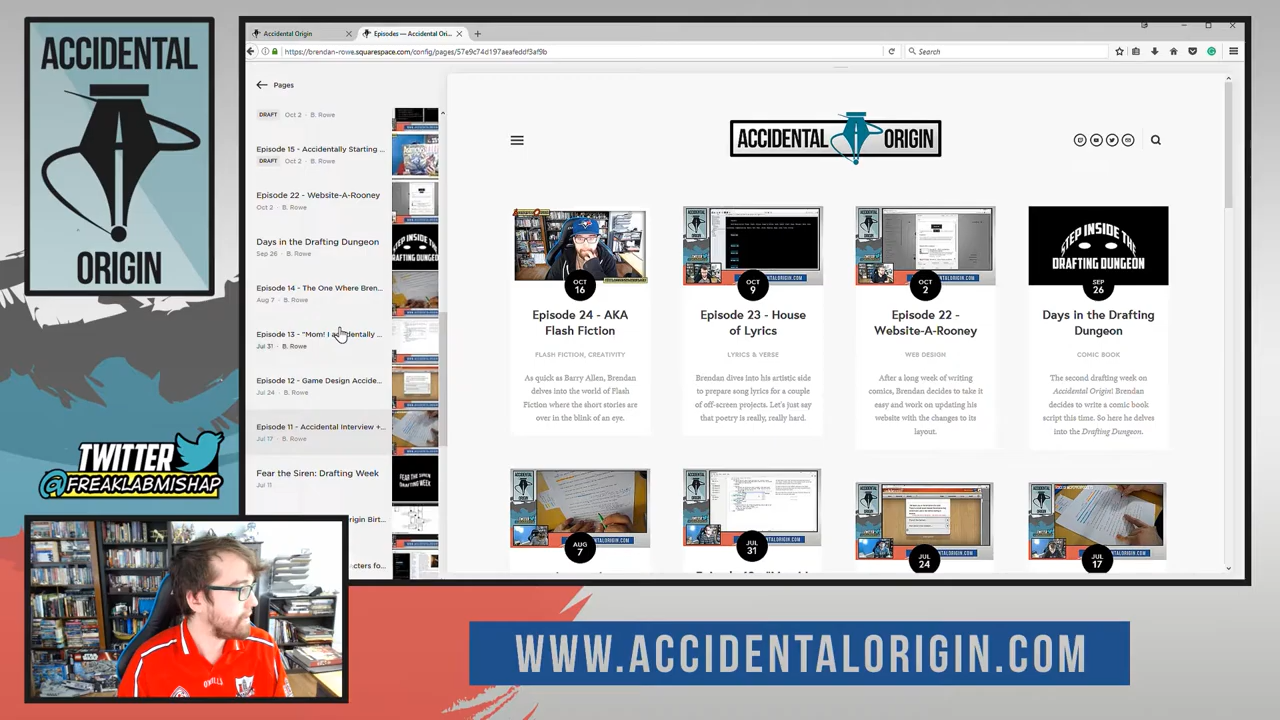 ACCIDENTAL
ORIGIN
TWITTER
@FREAKLABMISHAP
Accidental Origin
Episodes — Accidental Ori...
https://brendan-rowe.squarespace.com/config/pages/57e9c74d197aeafeddf3af9b
Search
Pages
DRAFT Oct 2 · B. Rowe
Episode 15 - Accidentally Starting ...
DRAFT Oct 2 · B. Rowe
Episode 22 - Website-A-Rooney
Oct 2 · B. Rowe
Days in the Drafting Dungeon
Sep 26 · B. Rowe
Episode 14 - The One Where Bren...
Aug 7 · B. Rowe
Episode 13 - "Mom! I accidentally ...
Jul 31 · B. Rowe
Episode 12 - Game Design Accide...
Jul 24 · B. Rowe
Episode 11 - Accidental Interview +...
Jul 17 · B. Rowe
Fear the Siren: Drafting Week
Jul 11
FEAR THE SIREN
ACCIDENTAL ORIGIN
STEP INSIDE THE
DRAFTING DUNGEON
OCT
16
Episode 24 - AKA
Flash Fiction
FLASH FICTION, CREATIVITY
As quick as Barry Allen, Brendan
delves into the world of Flash
Fiction where the short stories are
over in the blink of an eye.
OCT
9
Episode 23 - House
of Lyrics
LYRICS & VERSE
Brendan dives into his artistic side
to prepare song lyrics for a couple
of off-screen projects. Let's just say
that poetry is really, really hard.
OCT
2
Episode 22 -
Website-A-Rooney
WEB DESIGN
After a long week of writing
comics, Brendan decides to take it
easy and work on updating his
website with the changes to its
layout.
SEP
26
Days in the Drafting
Dungeon
COMIC BOOK
The second drafting week on
Accidental Origin! Brendan
decides to write a comic book
script this time. So here he delves
into the Drafting Dungeon.
AUG
7
JUL
31
JUL
24
JUL
17
WWW.ACCIDENTALORIGIN.COM